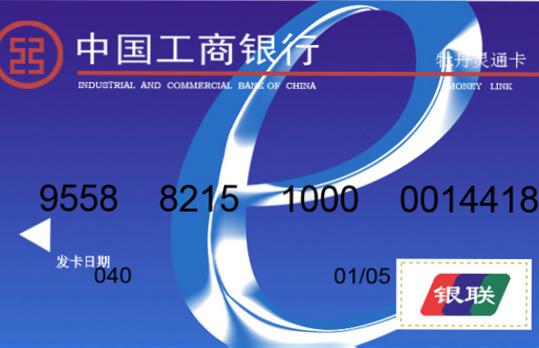 中国工商银行
牡丹灵通卡
INDUSTRIAL AND COMMERCIAL BANK OF CHINA
MONEY LINK
9558 8215 1000 0014418
发卡日期
040 01/05
银联